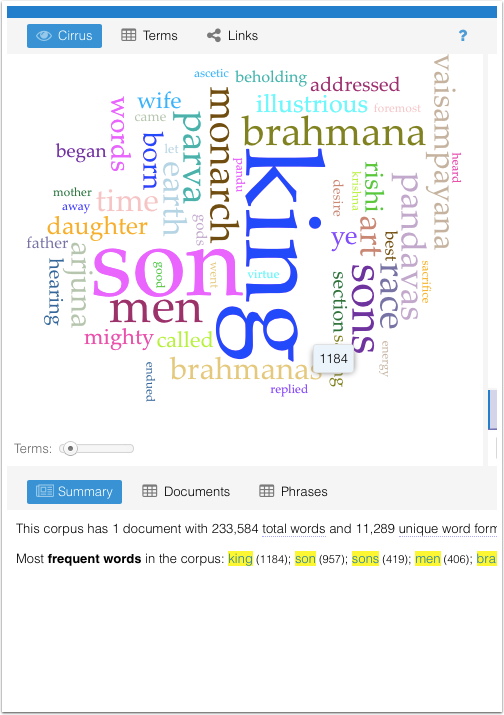 Cirrus Terms Links ?
ascetic beholding addressed
wife came illustrious foremost
words monarch parva brahmana vaisampayana
began born let pandu king heard
mother time earth desire krishna rishi pandavas
away daughter gods ye art best
father arjuna son virtue race sacrifice
hearing good went section sons
men
mighty called 1184 energy
endued brahmanas
replied
Terms:
Summary Documents Phrases
This corpus has 1 document with 233,584 total words and 11,289 unique word form
Most frequent words in the corpus: king (1184); son (957); sons (419); men (406); bra